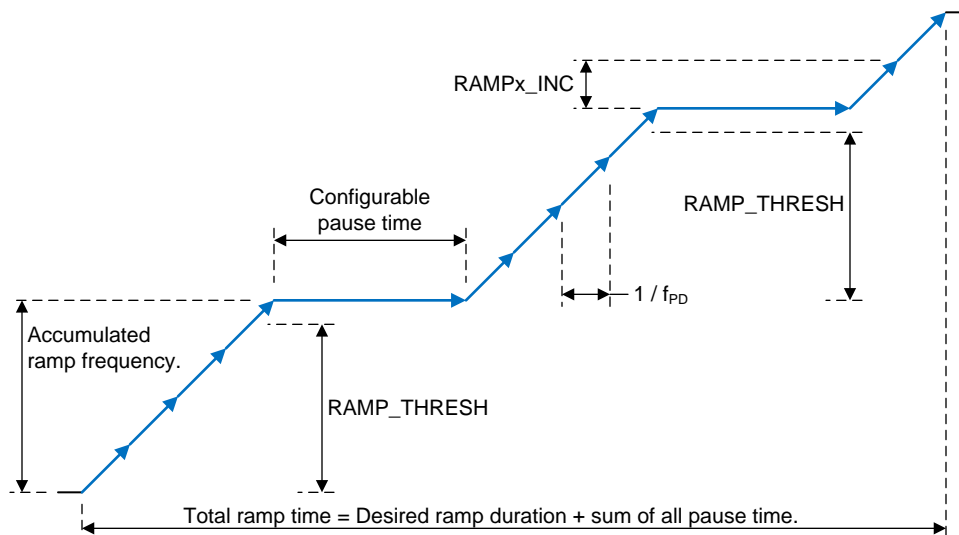 RAMPx_INC
Configurable
pause time
RAMP_THRESH
1 / fPD
Accumulated
ramp frequency.
RAMP_THRESH
Total ramp time = Desired ramp duration + sum of all pause time.